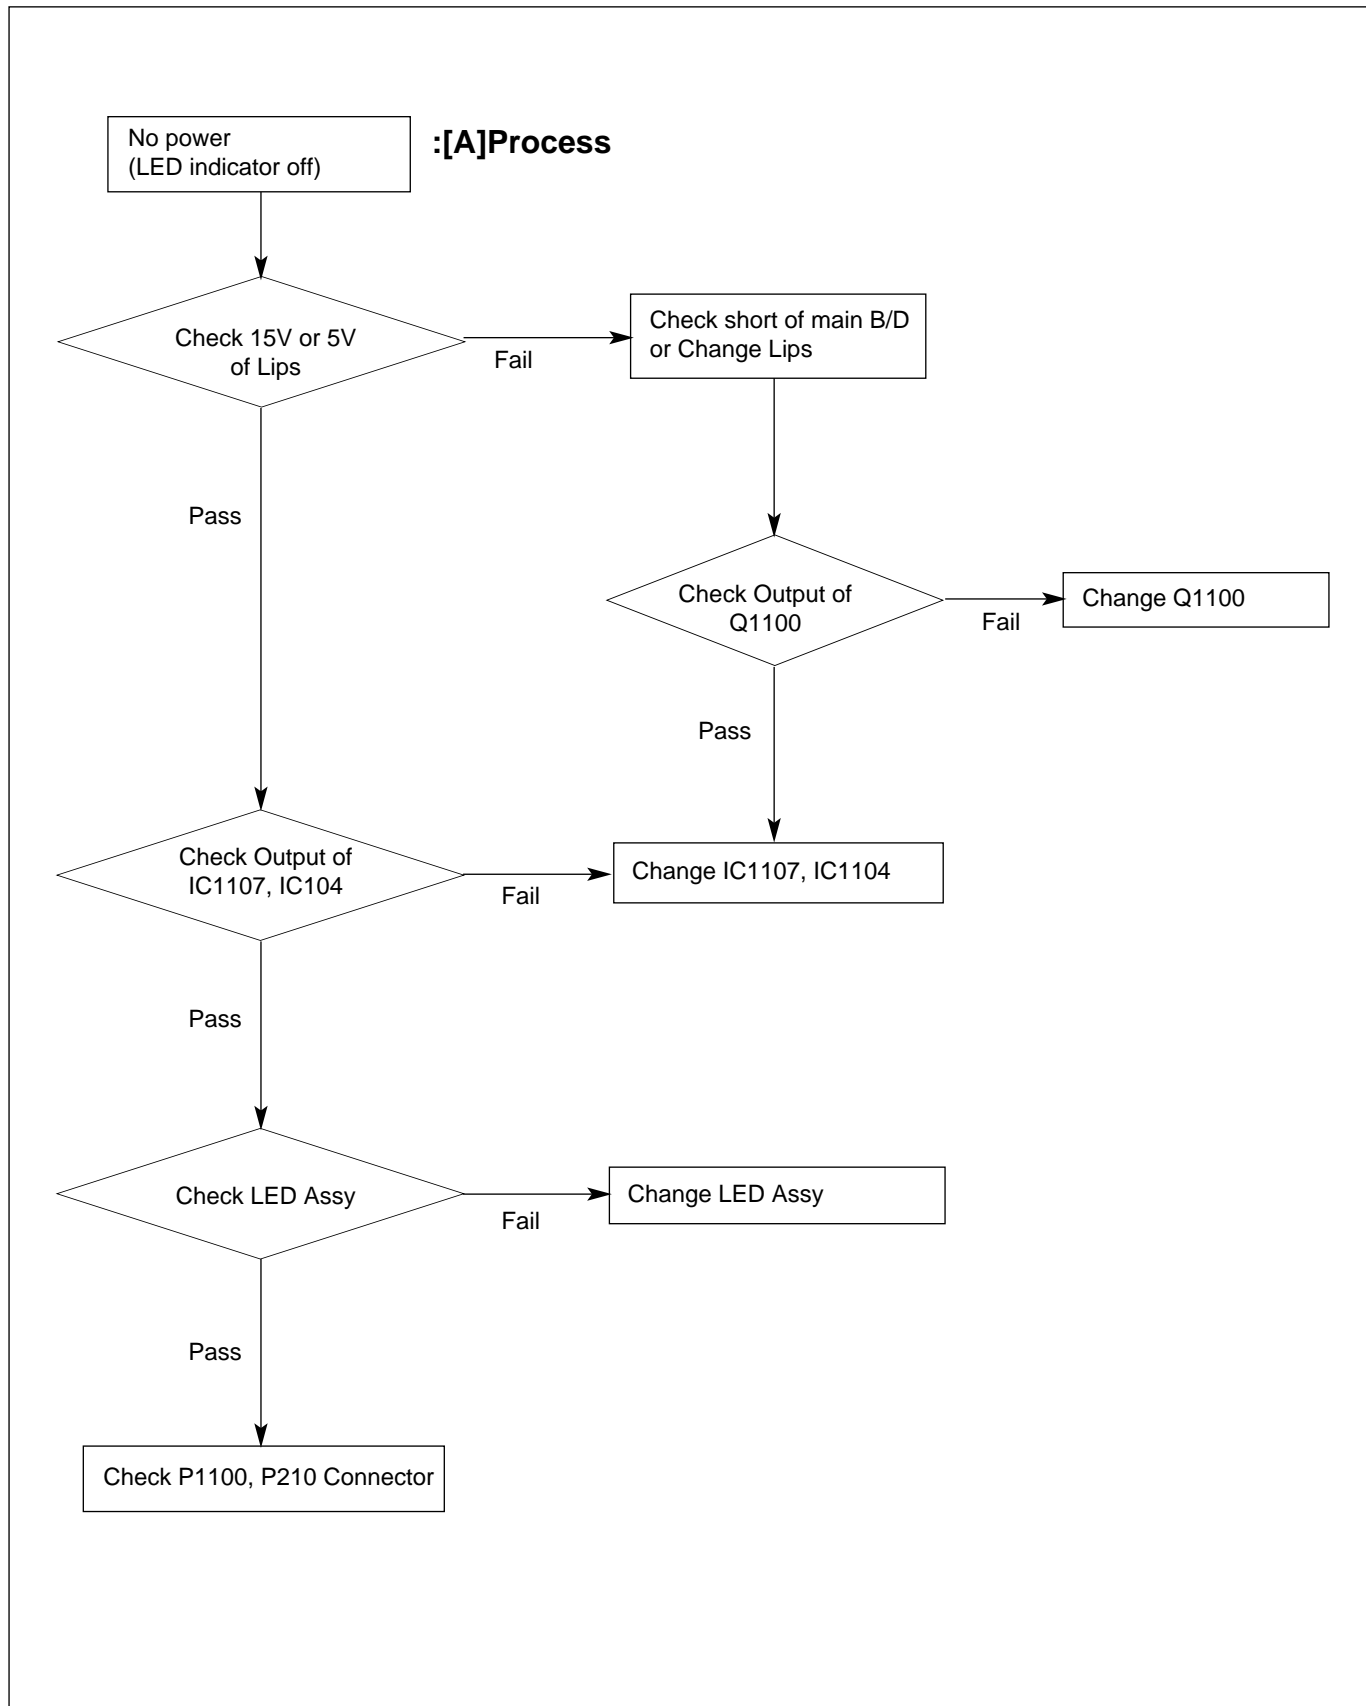 No power
(LED indicator off)
:[A]Process
Check 15V or 5V
of Lips
Fail
Check short of main B/D
or Change Lips
Pass
Check Output of
Q1100
Fail
Change Q1100
Pass
Check Output of
IC1107, IC104
Fail
Change IC1107, IC1104
Pass
Check LED Assy
Fail
Change LED Assy
Pass
Check P1100, P210 Connector